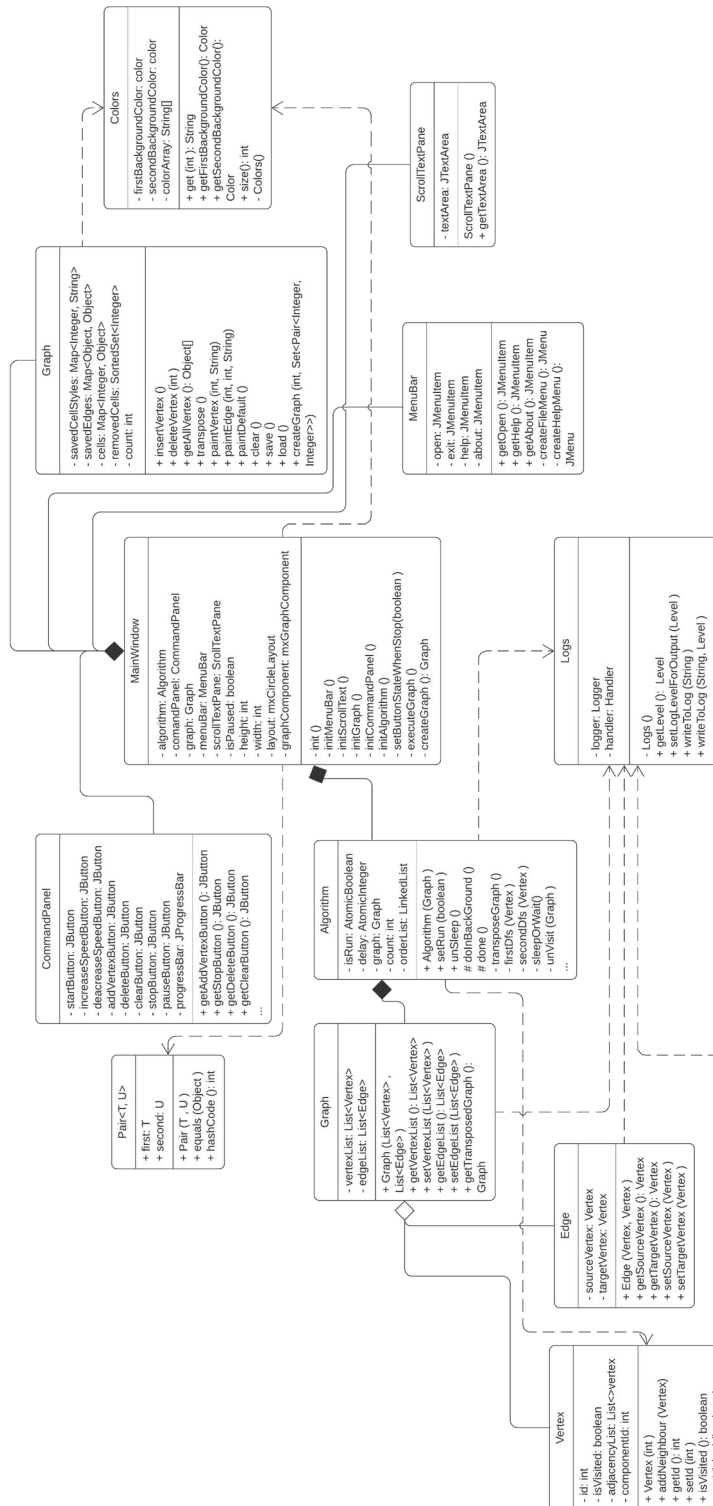 Colors
- firstBackgroundColor: color
- secondBackgroundColor: color
- colorArray: String[]
+ get (int ): String
+ getFirstBackgroundColor(): Color
+ getSecondBackgroundColor():
Color
+ size(): int
- Colors()
ScrollTextPane
- textArea: JTextArea
ScrollTextPane ()
+ getTextArea (): JTextArea
Graph
- savedCellStyles: Map<Integer, String>
- savedEdges: Map<Object, Object>
- cells: Map<Integer, Object>
- removedCells: SortedSet<Integer>
- count: int
+ insertVertex ()
+ deleteVertex (int )
+ getAllVertex (): Object[]
+ transpose ()
+ paintVertex (int, String)
+ paintEdge (int, int, String)
+ paintDefault ()
+ clear ()
+ save ()
+ load ()
+ createGraph (int, Set<Pair<Integer,
Integer>>)
MenuBar
- open: JMenuItem
- exit: JMenuItem
- help: JMenuItem
- about: JMenuItem
+ getOpen (): JMenuItem
+ getHelp (): JMenuItem
+ getAbout (): JMenuItem
- createFileMenu (): JMenu
- createHelpMenu ():
JMenu
MainWindow
- algorithm: Algorithm
- comandPanel: CommandPanel
- graph: Graph
- menuBar: MenuBar
- scrollTextPane: SrollTextPane
- isPaused: boolean
- height: int
- width: int
- layout: mxCircleLayout
- graphComponent: mxGraphComponent
- init ()
- initMenuBar ()
- initScrollText ()
- initGraph ()
- initCommandPanel ()
- initAlgorithm ()
- setButtonStateWhenStop(boolean )
- executeGraph ()
- createGraph (): Graph
Logs
- logger: Logger
- handler: Handler
- Logs ()
+ getLevel (): Level
+ setLogLevelForOutput (Level )
+ writeToLog (String )
+ writeToLog (String, Level )
CommandPanel
- startButton: JButton
- increaseSpeedButton: JButton
- deacreaseSpeedButton: JButton
- addVertexButton: JButton
- deleteButton: JButton
- clearButton: JButton
- stopButton: JButton
- pauseButton: JButton
- progressBar: JProgressBar
+ getAddVertexButton (): JButton
+ getStopButton (): JButton
+ getDeleteButton (): JButton
+ getClearButton (): JButton
...
Algorithm
- isRun: AtomicBoolean
- delay: AtomicInteger
- graph: Graph
- count: int
- orderList: LinkedList
+ Algorithm (Graph )
+ setRun (boolean )
+ unSleep ()
# doInBackGround ()
# done ()
- transposeGraph ()
- firstDfs (Vertex )
- secondDfs (Vertex )
- sleepOrWait()
- unVisit (Graph )
...
Pair<T, U>
+ first: T
+ second: U
+ Pair (T , U )
+ equals (Object )
+ hashCode (): int
Graph
- vertexList: List<Vertex>
- edgeList: List<Edge>
+ Graph (List<Vertex> ,
List<Edge> )
+ getVertexList (): List<Vertex>
+ setVertexList (List<Vertex> )
+ getEdgeList (): List<Edge>
+ setEdgeList (List<Edge> )
+ getTransposedGraph ():
Graph
Edge
- sourceVertex: Vertex
- targetVertex: Vertex
+ Edge (Vertex, Vertex )
+ getSourceVertex (): Vertex
+ getTargetVertex (): Vertex
+ setSourceVertex (Vertex )
+ setTargetVertex (Vertex )
Vertex
- id: int
- isVisited: boolean
- adjacencyList: List<>vertex
- componentId: int
+ Vertex (int )
+ addNeighbour (Vertex)
+ getId (): int
+ setId (int )
+ isVisited (): boolean